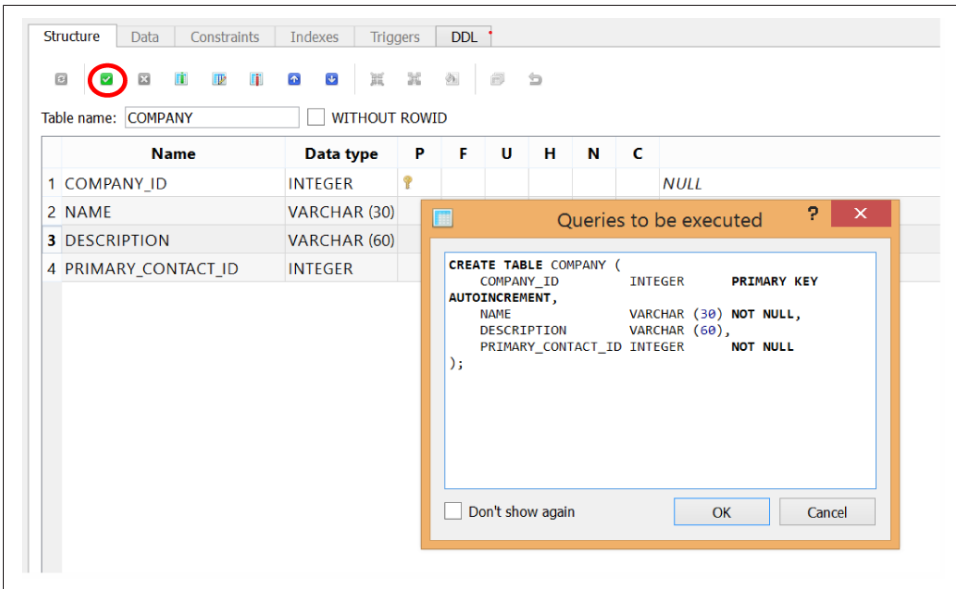 Structure Data Constraints Indexes Triggers DDL
Table name: COMPANY WITHOUT ROWID
Name Data type P F U H N C
1 COMPANY_ID INTEGER NULL
2 NAME VARCHAR (30)
3 DESCRIPTION VARCHAR (60)
4 PRIMARY_CONTACT_ID INTEGER
Queries to be executed ?
CREATE TABLE COMPANY (
COMPANY_ID INTEGER PRIMARY KEY
AUTOINCREMENT,
NAME VARCHAR (30) NOT NULL,
DESCRIPTION VARCHAR (60),
PRIMARY_CONTACT_ID INTEGER NOT NULL
);
Don't show again OK Cancel